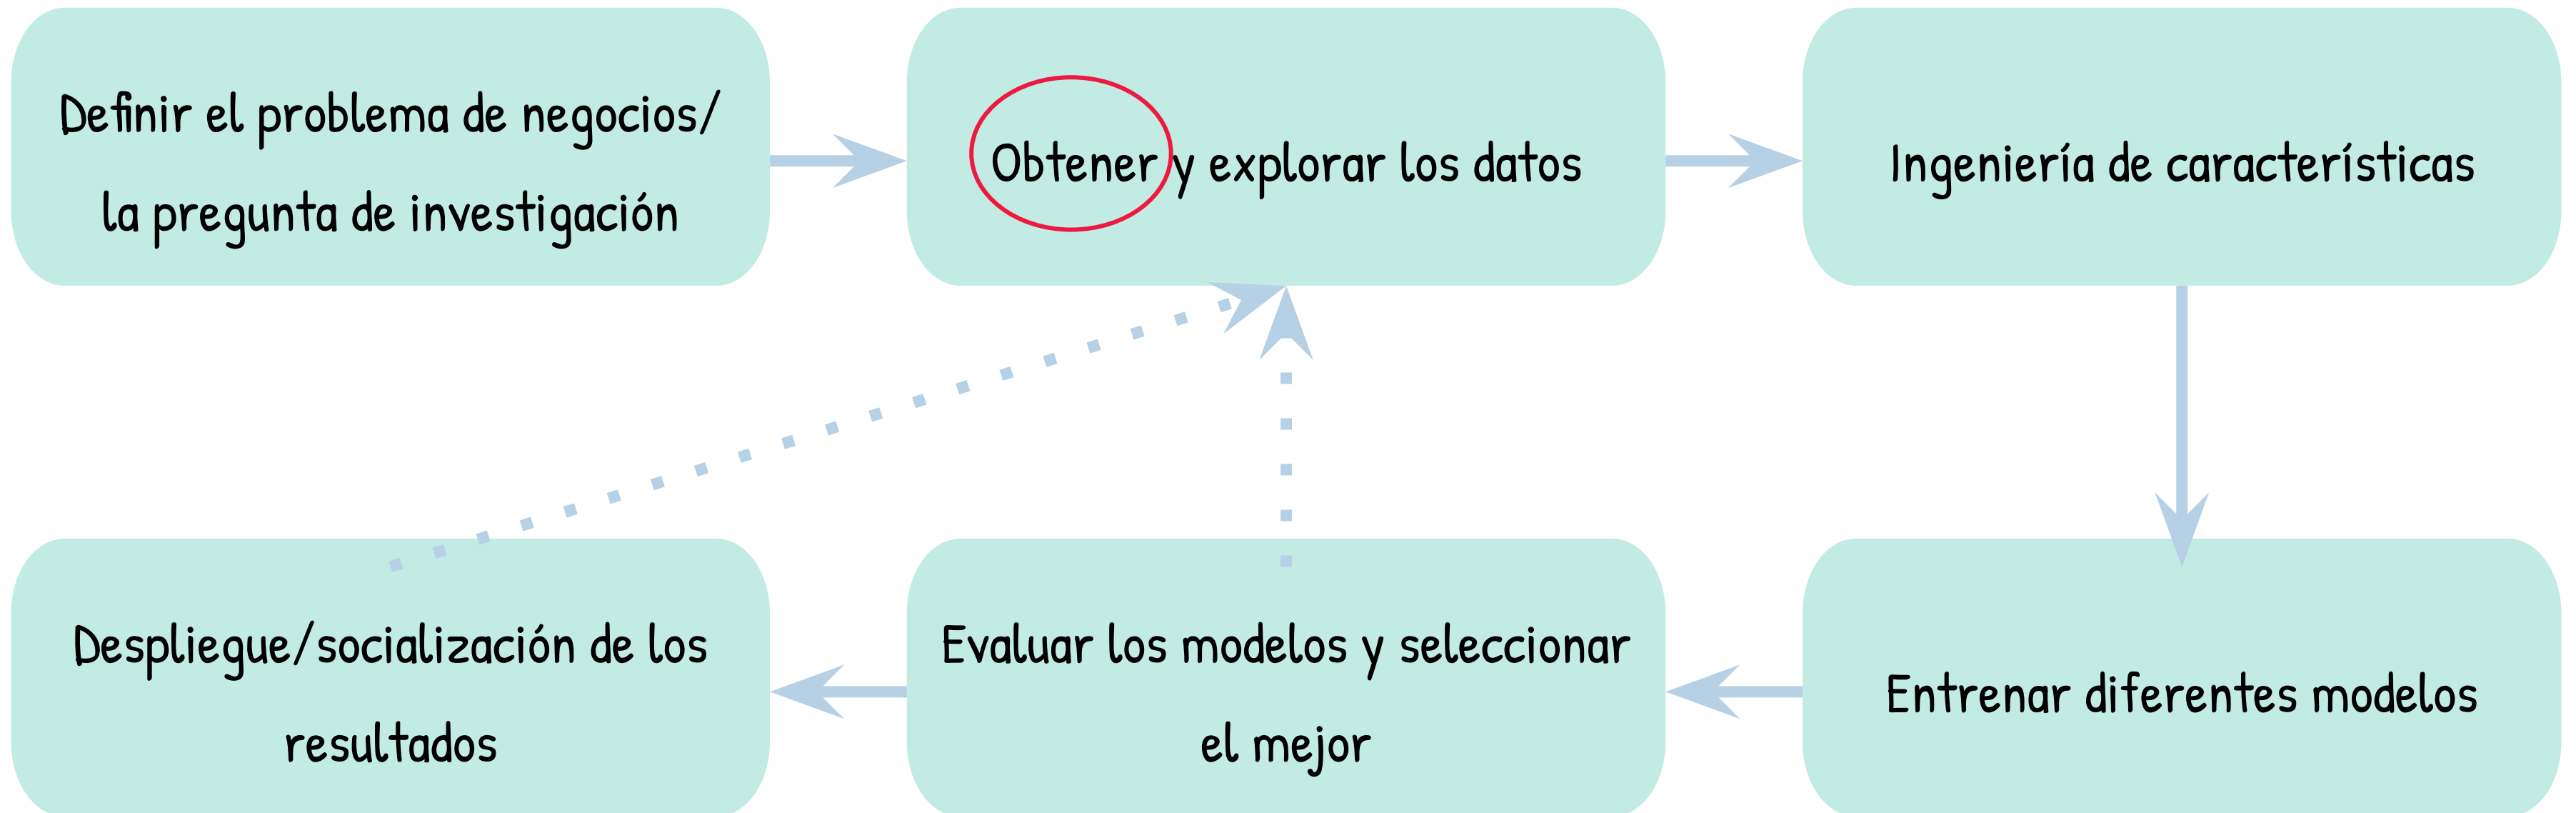 Definir el problema de negocios/
la pregunta de investigación
Obtener y explorar los datos
Ingeniería de características
Despliegue/socialización de los
resultados
Evaluar los modelos y seleccionar
el mejor
Entrenar diferentes modelos